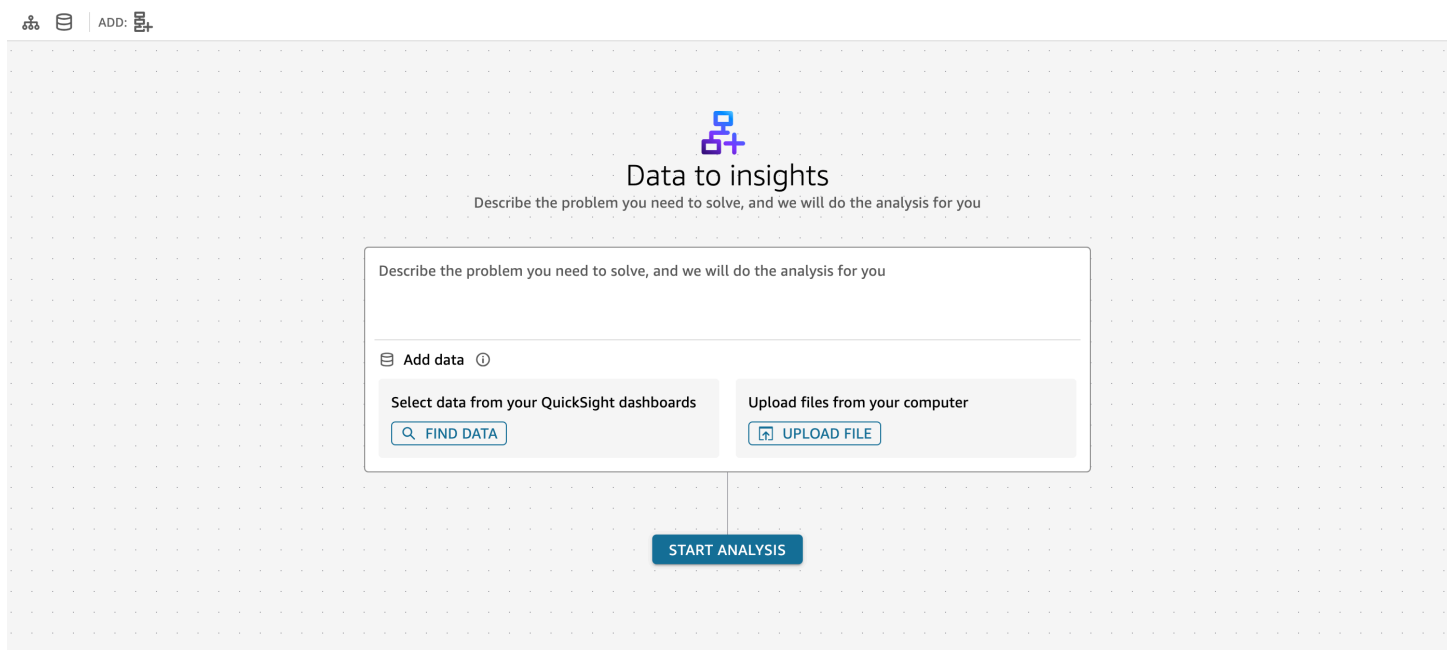 ADD:
Data to insights
Describe the problem you need to solve, and we will do the analysis for you
Describe the problem you need to solve, and we will do the analysis for you
Add data
Select data from your QuickSight dashboards
FIND DATA
Upload files from your computer
UPLOAD FILE
START ANALYSIS